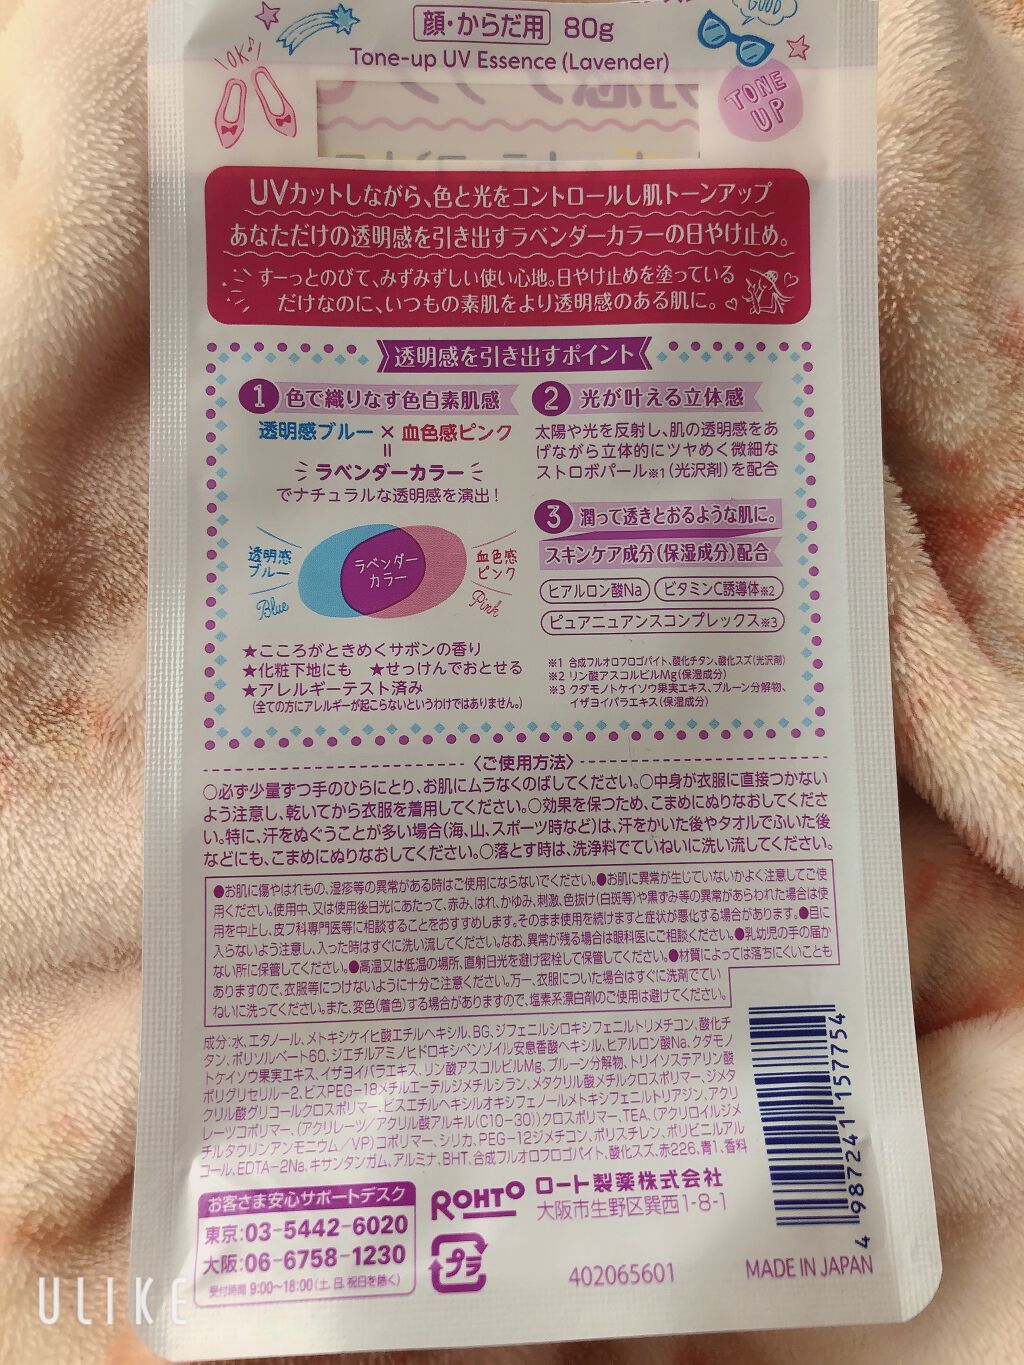 GOOD
顔・からだ用 80g
Tone-up UV Essence (Lavender)
OK♪
TONE UP
UVカットしながら、色と光をコントロールし肌トーンアップ
あなただけの透明感を引き出すラベンダーカラーの日やけ止め。
すーっとのびて、みずみずしい使い心地。日やけ止めを塗っている
だけなのに、いつもの素肌をより透明感のある肌に。
透明感を引き出すポイント
1 色で織りなす色白素肌感
透明感ブルー×血色感ピンク
=
ラベンダーカラー
でナチュラルな透明感を演出!
透明感
ブルー
Blue
ラベンダー
カラー
血色感
ピンク
Pink
★こころがときめくサボンの香り
★化粧下地にも ★せっけんでおとせる
★アレルギーテスト済み
(全ての方にアレルギーが起こらないというわけではありません。)
2 光が叶える立体感
太陽や光を反射し、肌の透明感をあ
げながら立体的にツヤめく微細な
ストロボパール※1(光沢剤)を配合
3 潤って透きとおるような肌に。
スキンケア成分(保湿成分)配合
ヒアルロン酸Na ビタミンC誘導体※2
ピュアニュアンスコンプレックス※3
※1 合成フルオロフロゴパイト、酸化チタン、酸化スズ(光沢剤)
※2 リン酸アスコルビルMg(保湿成分)
※3 クダモノトケイソウ果実エキス、プルーン分解物、
イザヨイバラエキス(保湿成分)
〈ご使用方法〉
○必ず少量ずつ手のひらにとり、お肌にムラなくのばしてください。○中身が衣服に直接つかない
よう注意し、乾いてから衣服を着用してください。○効果を保つため、こまめにぬりなおしてくださ
い。特に、汗をぬぐうことが多い場合(海、山、スポーツ時など)は、汗をかいた後やタオルでふいた後
などにも、こまめにぬりなおしてください。○落とす時は、洗浄料でていねいに洗い流してください。
●お肌に傷やはれもの、湿疹等の異常がある時はご使用にならないでください。●お肌に異常が生じていないかよく注意してご使
用ください。使用中、又は使用後日光にあたって、赤み、はれ、かゆみ、刺激、色抜け(白斑等)や黒ずみ等の異常があらわれた場合は使
用を中止し、皮フ科専門医等に相談することをおすすめします。そのまま使用を続けますと症状が悪化する場合があります。●目に
入らないよう注意し、入った時はすぐに洗い流してください。なお、異常が残る場合は眼科医にご相談ください。●乳幼児の手の届か
ない所に保管してください。●高温又は低温の場所、直射日光を避け密栓して保管してください。●材質によっては落ちにくいことも
ありますので、衣服等につけないように十分ご注意ください。万一、衣服についた場合はすぐに洗剤でてい
ねいに洗ってください。また、変色(着色)する場合がありますので、塩素系漂白剤のご使用は避けてください。
成分:水、エタノール、メトキシケイヒ酸エチルヘキシル、BG、ジフェニルシロキシフェニルトリメチコン、酸化チ
タン、ポリソルベート60、ジエチルアミノヒドロキシベンゾイル安息香酸ヘキシル、ヒアルロン酸Na、クダモノ
トケイソウ果実エキス、イザヨイバラエキス、リン酸アスコルビルMg、プルーン分解物、トリイソステアリン酸
ポリグリセリル-2、ビスPEG-18メチルエーテルジメチルシラン、メタクリル酸メチルクロスポリマー、ジメタ
クリル酸グリコールクロスポリマー、ビスエチルヘキシルオキシフェノールメトキシフェニルトリアジン、アクリ
レーツコポリマー、(アクリレーツ/アクリル酸アルキル(C10-30))クロスポリマー、TEA、(アクリロイルジメ
チルタウリンアンモニウム/VP)コポリマー、シリカ、PEG-12ジメチコン、ポリスチレン、ポリビニルアル
コール、EDTA-2Na、キサンタンガム、アルミナ、BHT、合成フルオロフロゴパイト、酸化スズ、赤226、青1、香料
お客さま安心サポートデスク
東京:03-5442-6020
大阪:06-6758-1230
受付時間 9:00~18:00(土、日、祝日を除く)
ROHTO ロート製薬株式会社
大阪市生野区巽西1-8-1
プラ
402065601
MADE IN JAPAN
4 987241 157754
ULIKE